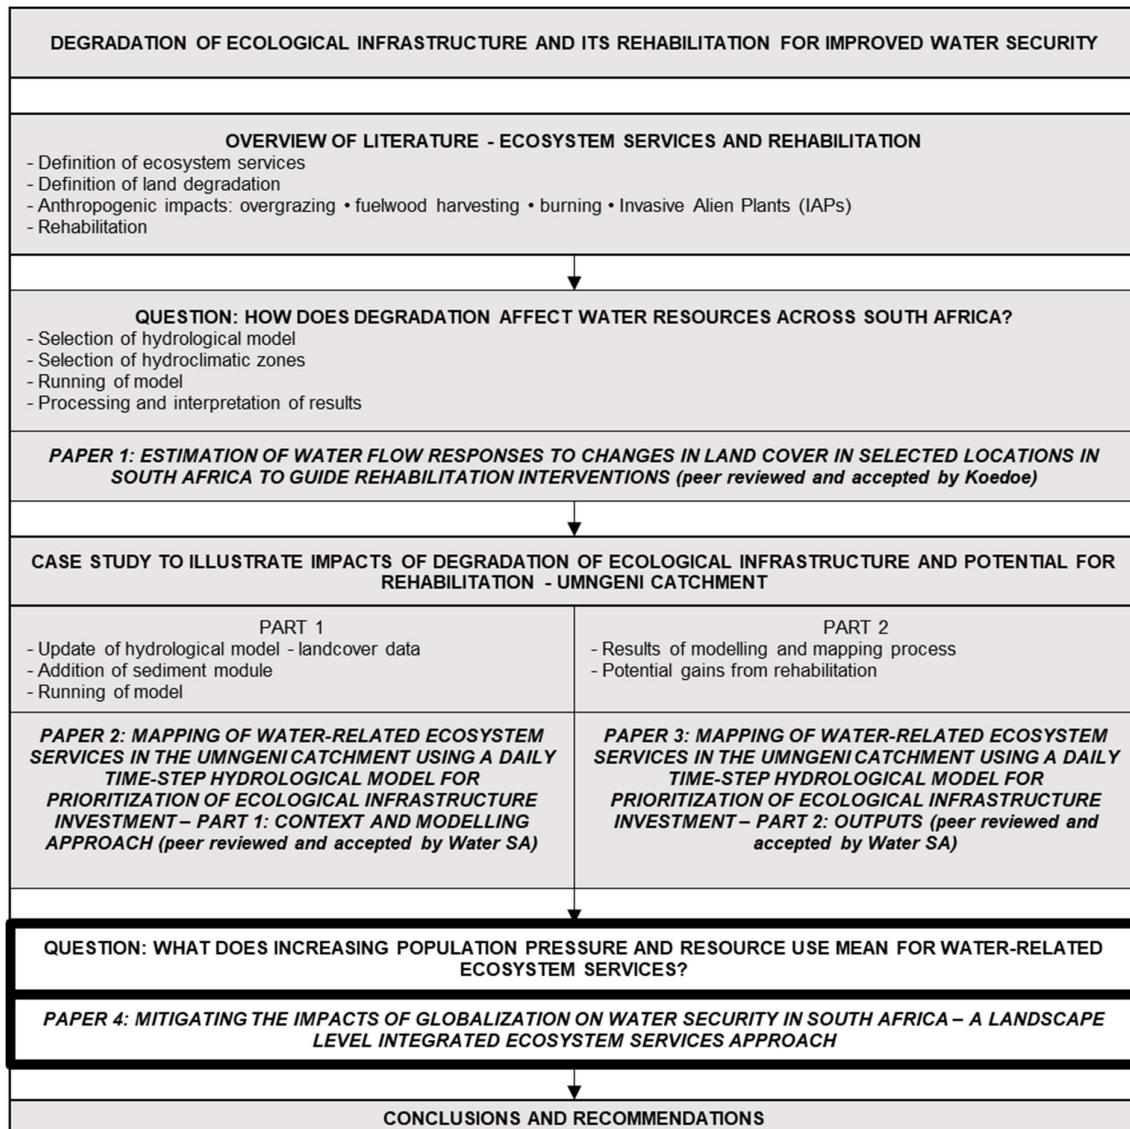 DEGRADATION OF ECOLOGICAL INFRASTRUCTURE AND ITS REHABILITATION FOR IMPROVED WATER SECURITY
OVERVIEW OF LITERATURE - ECOSYSTEM SERVICES AND REHABILITATION
- Definition of ecosystem services
- Definition of land degradation
- Anthropogenic impacts: overgrazing • fuelwood harvesting • burning • Invasive Alien Plants (IAPs)
- Rehabilitation
QUESTION: HOW DOES DEGRADATION AFFECT WATER RESOURCES ACROSS SOUTH AFRICA?
- Selection of hydrological model
- Selection of hydroclimatic zones
- Running of model
- Processing and interpretation of results
PAPER 1: ESTIMATION OF WATER FLOW RESPONSES TO CHANGES IN LAND COVER IN SELECTED LOCATIONS IN
SOUTH AFRICA TO GUIDE REHABILITATION INTERVENTIONS (peer reviewed and accepted by Koedoe)
CASE STUDY TO ILLUSTRATE IMPACTS OF DEGRADATION OF ECOLOGICAL INFRASTRUCTURE AND POTENTIAL FOR
REHABILITATION - UMNGENI CATCHMENT
PART 1
- Update of hydrological model - landcover data
- Addition of sediment module
- Running of model
PART 2
- Results of modelling and mapping process
- Potential gains from rehabilitation
PAPER 2: MAPPING OF WATER-RELATED ECOSYSTEM
SERVICES IN THE UMNGENI CATCHMENT USING A DAILY
TIME-STEP HYDROLOGICAL MODEL FOR
PRIORITIZATION OF ECOLOGICAL INFRASTRUCTURE
INVESTMENT – PART 1: CONTEXT AND MODELLING
APPROACH (peer reviewed and accepted by Water SA)
PAPER 3: MAPPING OF WATER-RELATED ECOSYSTEM
SERVICES IN THE UMNGENI CATCHMENT USING A DAILY
TIME-STEP HYDROLOGICAL MODEL FOR
PRIORITIZATION OF ECOLOGICAL INFRASTRUCTURE
INVESTMENT – PART 2: OUTPUTS (peer reviewed and
accepted by Water SA)
QUESTION: WHAT DOES INCREASING POPULATION PRESSURE AND RESOURCE USE MEAN FOR WATER-RELATED
ECOSYSTEM SERVICES?
PAPER 4: MITIGATING THE IMPACTS OF GLOBALIZATION ON WATER SECURITY IN SOUTH AFRICA – A LANDSCAPE
LEVEL INTEGRATED ECOSYSTEM SERVICES APPROACH
CONCLUSIONS AND RECOMMENDATIONS